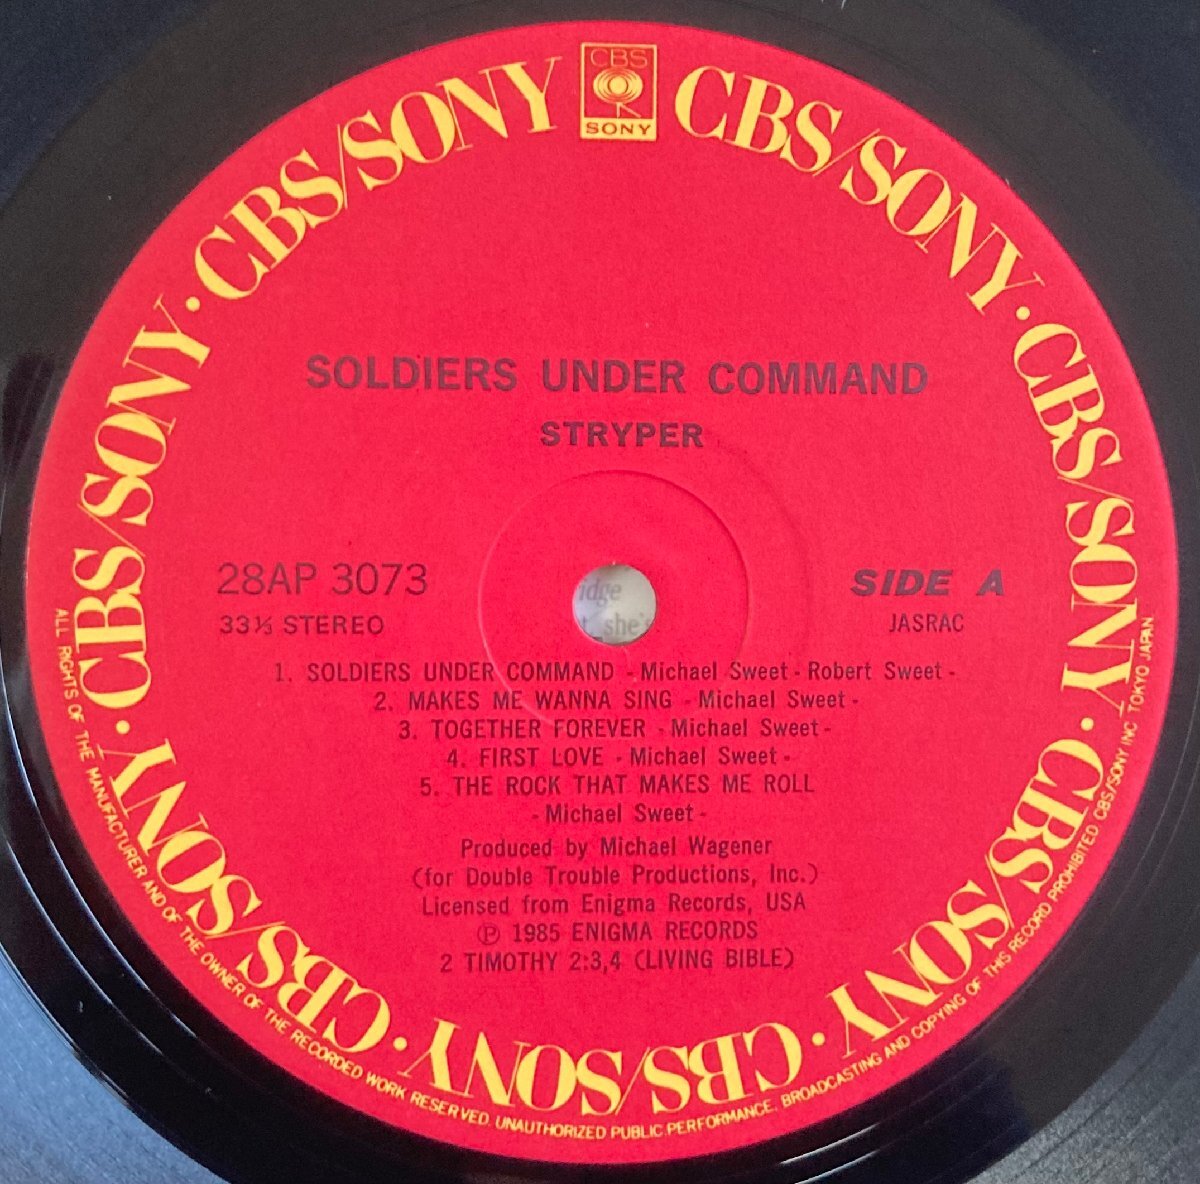 CBS
SONY
CBS/SONY · CBS/SONY · CBS/SONY · CBS/SONY · CBS/SONY · CBS/SONY · CBS/SONY · CBS/SONY
SOLDIERS UNDER COMMAND
STRYPER
28AP 3073
33⅓ STEREO
SIDE A
JASRAC
idge
she's
1. SOLDIERS UNDER COMMAND - Michael Sweet - Robert Sweet -
2. MAKES ME WANNA SING - Michael Sweet -
3. TOGETHER FOREVER - Michael Sweet -
4. FIRST LOVE - Michael Sweet -
5. THE ROCK THAT MAKES ME ROLL
- Michael Sweet -
Produced by Michael Wagener
(for Double Trouble Productions, Inc.)
Licensed from Enigma Records, USA
℗ 1985 ENIGMA RECORDS
2 TIMOTHY 2:3,4 (LIVING BIBLE)
ALL RIGHTS OF THE MANUFACTURER AND OF THE OWNER OF THE RECORDED WORK RESERVED. UNAUTHORIZED PUBLIC PERFORMANCE, BROADCASTING AND COPYING OF THIS RECORD PROHIBITED CBS/SONY INC TOKYO JAPAN